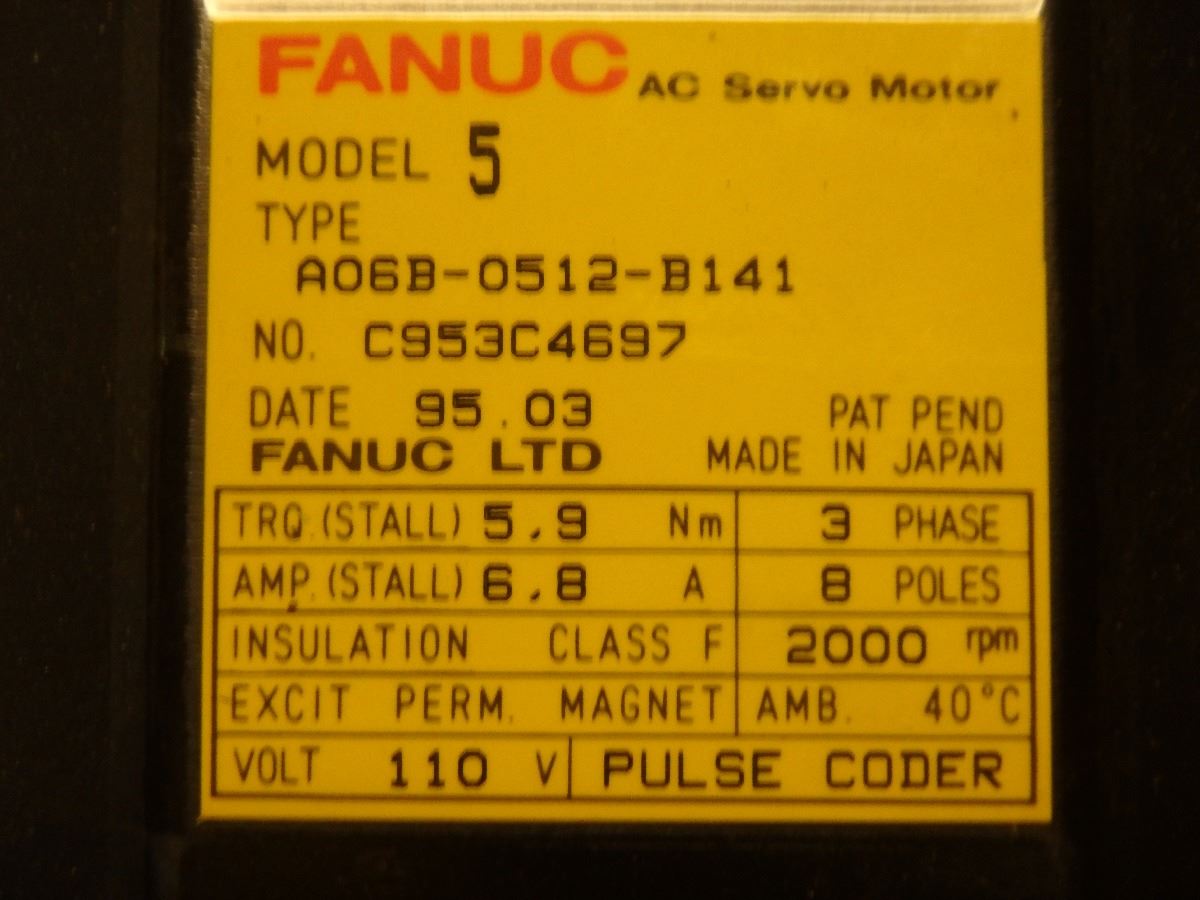 FANUC AC Servo Motor
MODEL 5
TYPE
A06B-0512-B141
NO. C953C4697
DATE 95.03 PAT PEND
FANUC LTD MADE IN JAPAN
TRQ.(STALL) 5.9 Nm 3 PHASE
AMP.(STALL) 6.8 A 8 POLES
INSULATION CLASS F 2000 rpm
EXCIT PERM. MAGNET AMB. 40°C
VOLT 110 V PULSE CODER